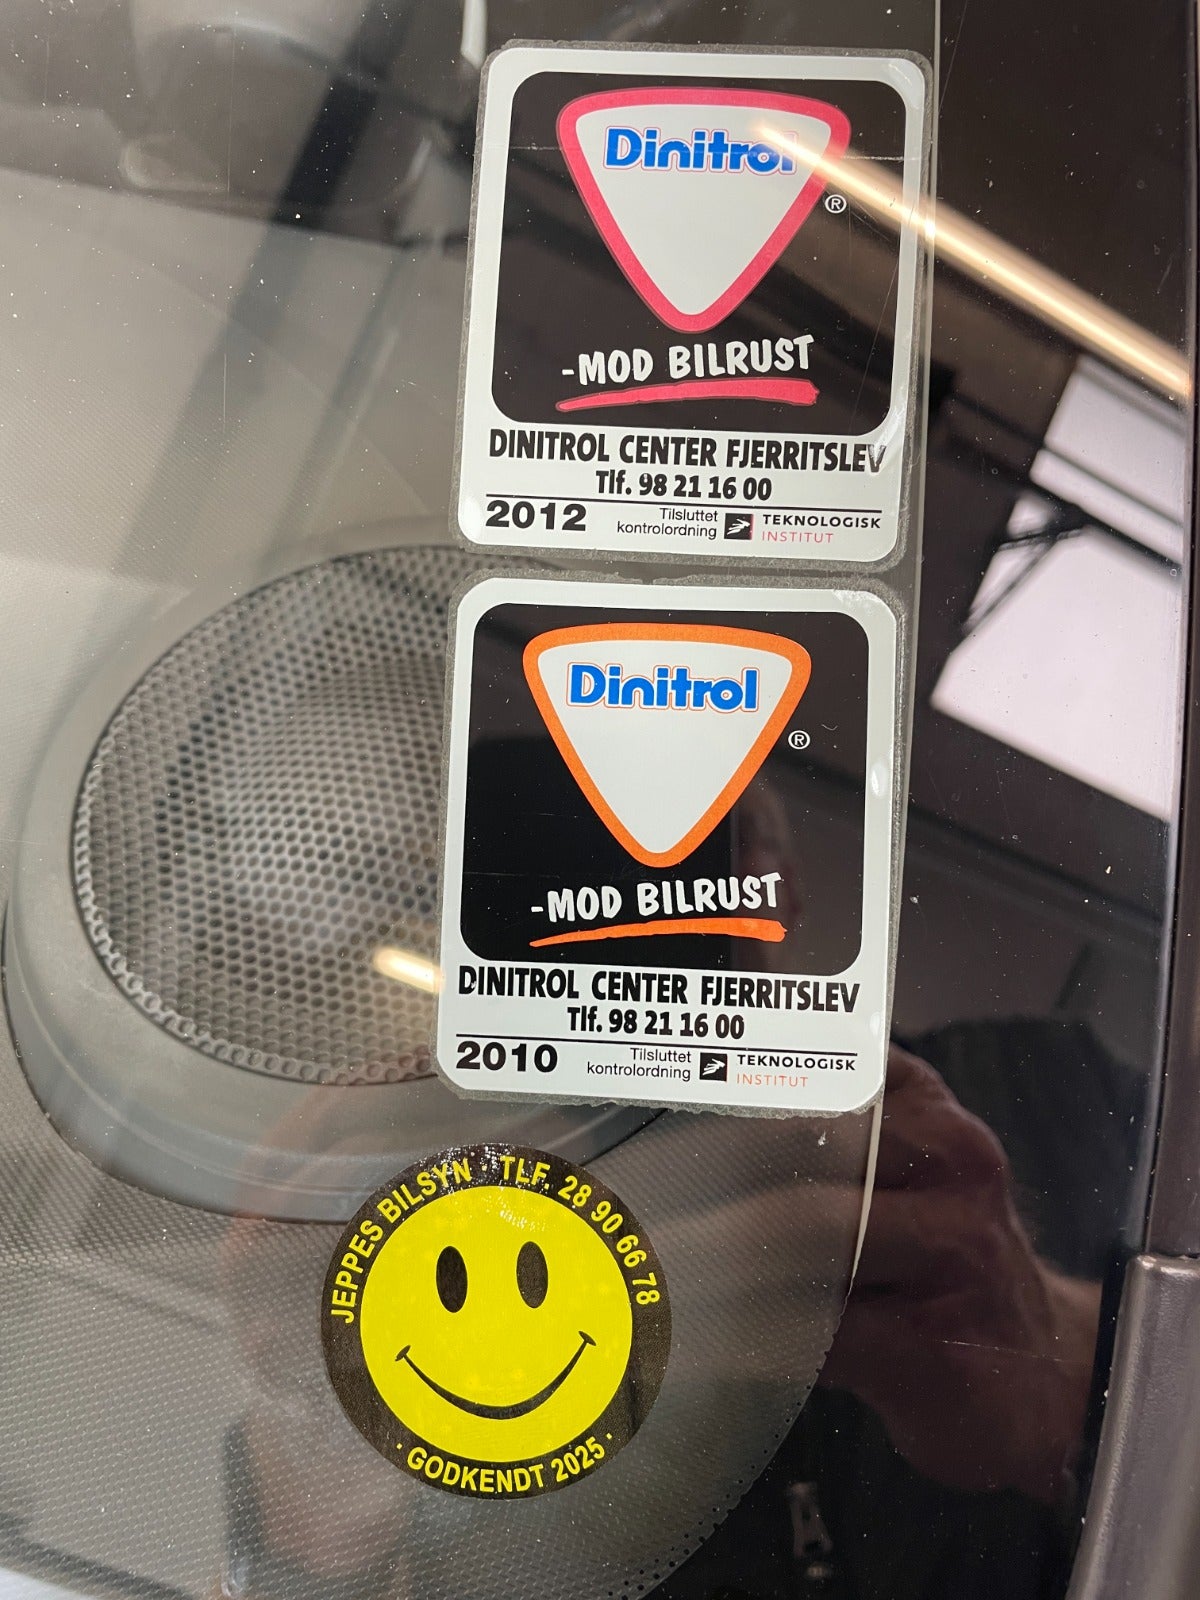 Dinitrol
®
-MOD BILRUST
DINITROL CENTER FJERRITSLEV
Tlf. 98 21 16 00
2012
Tilsluttet
kontrolordning
TEKNOLOGISK
INSTITUT
Dinitrol
®
-MOD BILRUST
DINITROL CENTER FJERRITSLEV
Tlf. 98 21 16 00
2010
Tilsluttet
kontrolordning
TEKNOLOGISK
INSTITUT
JEPPES BILSYN · TLF. 28 90 66 78
· GODKENDT 2025 ·